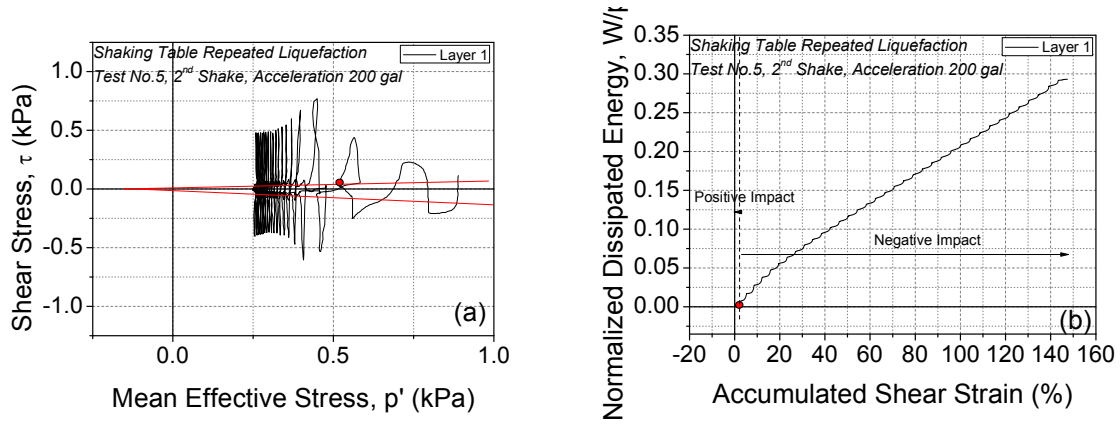 Shaking Table Repeated Liquefaction
Layer 1
Test No.5, 2nd Shake, Acceleration 200 gal
1.0
0.5
0.0
-0.5
-1.0
Shear Stress, τ (kPa)
(a)
0.0
0.5
1.0
Mean Effective Stress, p' (kPa)
Shaking Table Repeated Liquefaction
Layer 1
Test No.5, 2nd Shake, Acceleration 200 gal
0.35
0.30
0.25
0.20
0.15
0.10
0.05
0.00
Normalized Dissipated Energy, W/p
Positive Impact
Negative Impact
(b)
-20
0
20
40
60
80
100
120
140
160
Accumulated Shear Strain (%)